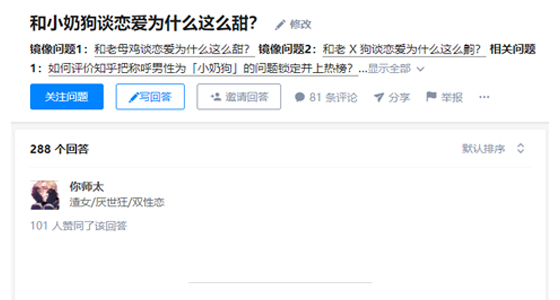 和小奶狗谈恋爱为什么这么甜？ 修改
镜像问题1：和老母鸡谈恋爱为什么这么甜？ 镜像问题2：和老 X 狗谈恋爱为什么这么齁？ 相关问题
1：如何评价知乎把称呼男性为「小奶狗」的问题锁定并上热榜？...显示全部
关注问题 写回答 邀请回答 81 条评论 分享 举报 ...
288 个回答 默认排序
你师太
渣女/厌世狂/双性恋
101 人赞同了该回答